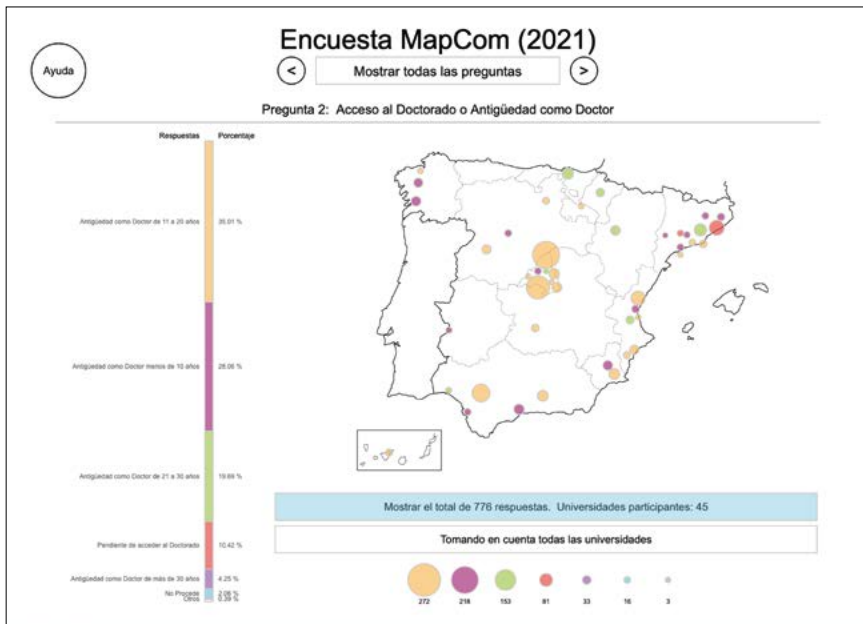 Encuesta MapCom (2021)
Ayuda
< Mostrar todas las preguntas >
Pregunta 2: Acceso al Doctorado o Antigüedad como Doctor
Respuestas Porcentaje
Antigüedad como Doctor de 11 a 20 años 35.01 %
Antigüedad como Doctor menos de 10 años 28.06 %
Antigüedad como Doctor de 21 a 30 años 19.69 %
Pendiente de acceder al Doctorado 10.42 %
Antigüedad como Doctor de más de 30 años 4.25 %
No Procede 2.06 %
Otros 0.39 %
Mostrar el total de 776 respuestas. Universidades participantes: 45
Tomando en cuenta todas las universidades
272 218 153 81 33 16 3